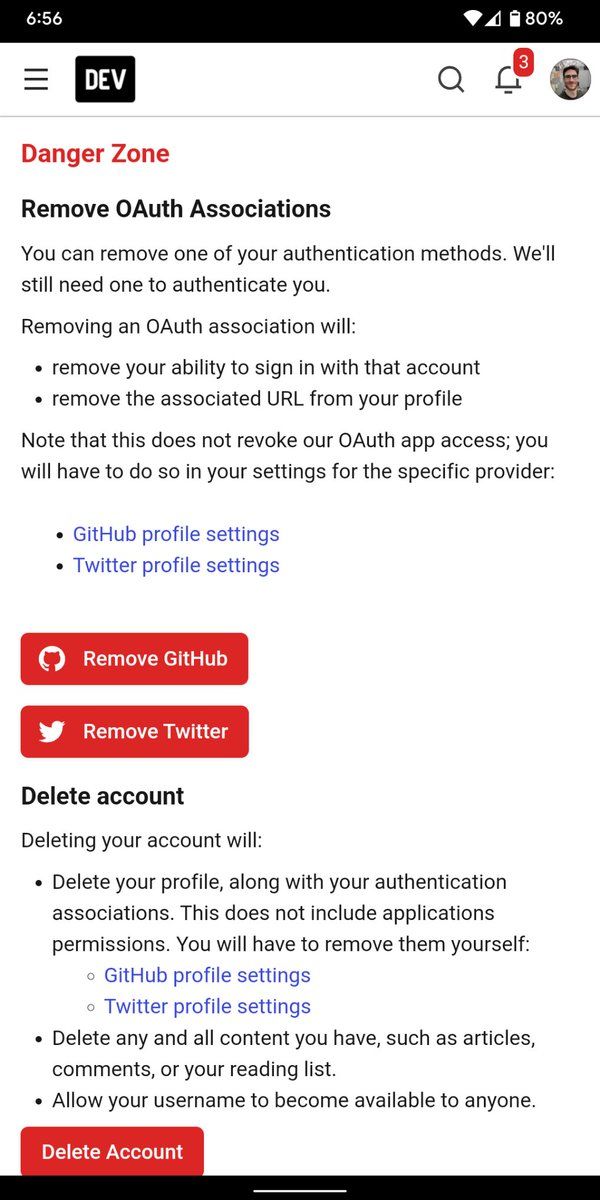 6:56
80%
DEV
3
Danger Zone
Remove OAuth Associations
You can remove one of your authentication methods. We'll
still need one to authenticate you.
Removing an OAuth association will:
• remove your ability to sign in with that account
• remove the associated URL from your profile
Note that this does not revoke our OAuth app access; you
will have to do so in your settings for the specific provider:
• GitHub profile settings
• Twitter profile settings
Remove GitHub
Remove Twitter
Delete account
Deleting your account will:
• Delete your profile, along with your authentication
associations. This does not include applications
permissions. You will have to remove them yourself:
◦ GitHub profile settings
◦ Twitter profile settings
• Delete any and all content you have, such as articles,
comments, or your reading list.
• Allow your username to become available to anyone.
Delete Account